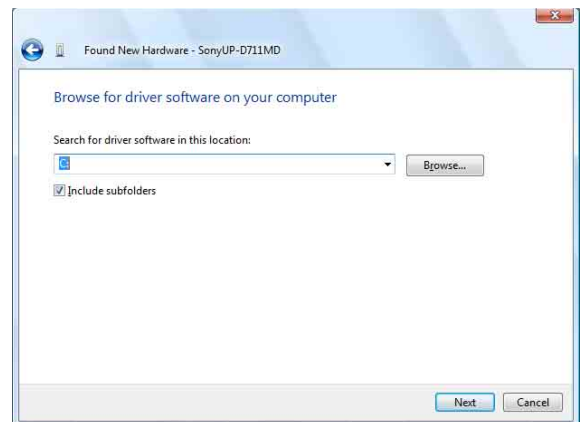 Found New Hardware - SonyUP-D711MD
Browse for driver software on your computer
Search for driver software in this location:
C:
Browse...
Include subfolders
Next
Cancel